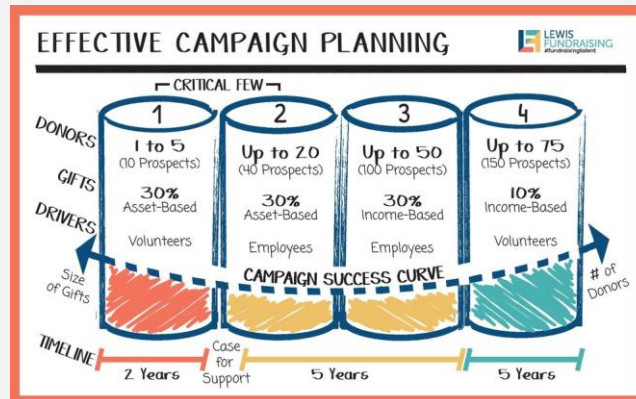 EFFECTIVE CAMPAIGN PLANNING
LEWIS
FUNDRAISING
#fundraisingtalent
CRITICAL FEW
1
2
3
4
DONORS
1 to 5
(10 Prospects)
Up to 20
(40 Prospects)
Up to 50
(100 Prospects)
Up to 75
(150 Prospects)
GIFTS
30%
Asset-Based
30%
Asset-Based
30%
Income-Based
10%
Income-Based
DRIVERS
Volunteers
Employees
Employees
Volunteers
Size
of Gifts
CAMPAIGN SUCCESS CURVE
# of
Donors
TIMELINE
2 Years
Case
for
Support
5 Years
5 Years